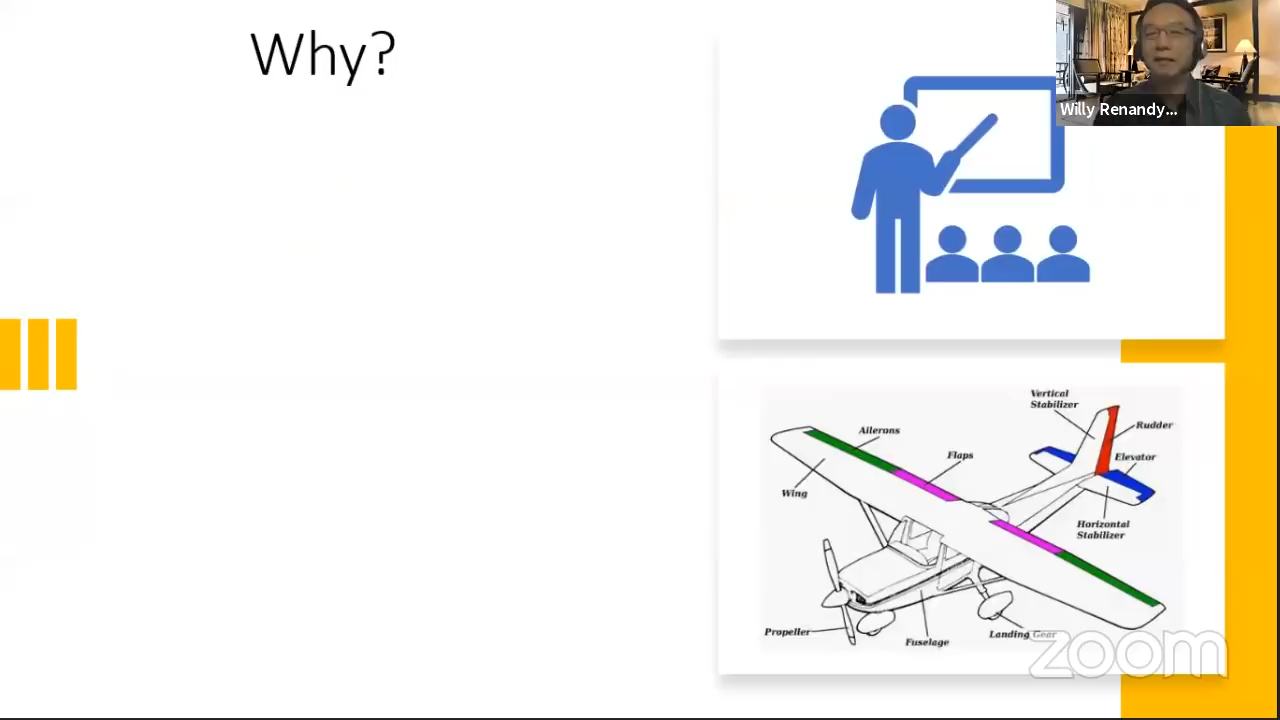 Why?
Willy Renandy...
Vertical
Stabilizer
Rudder
Ailerons
Flaps
Elevator
Wing
Horizontal
Stabilizer
Propeller
Fuselage
Landing Gear
zoom